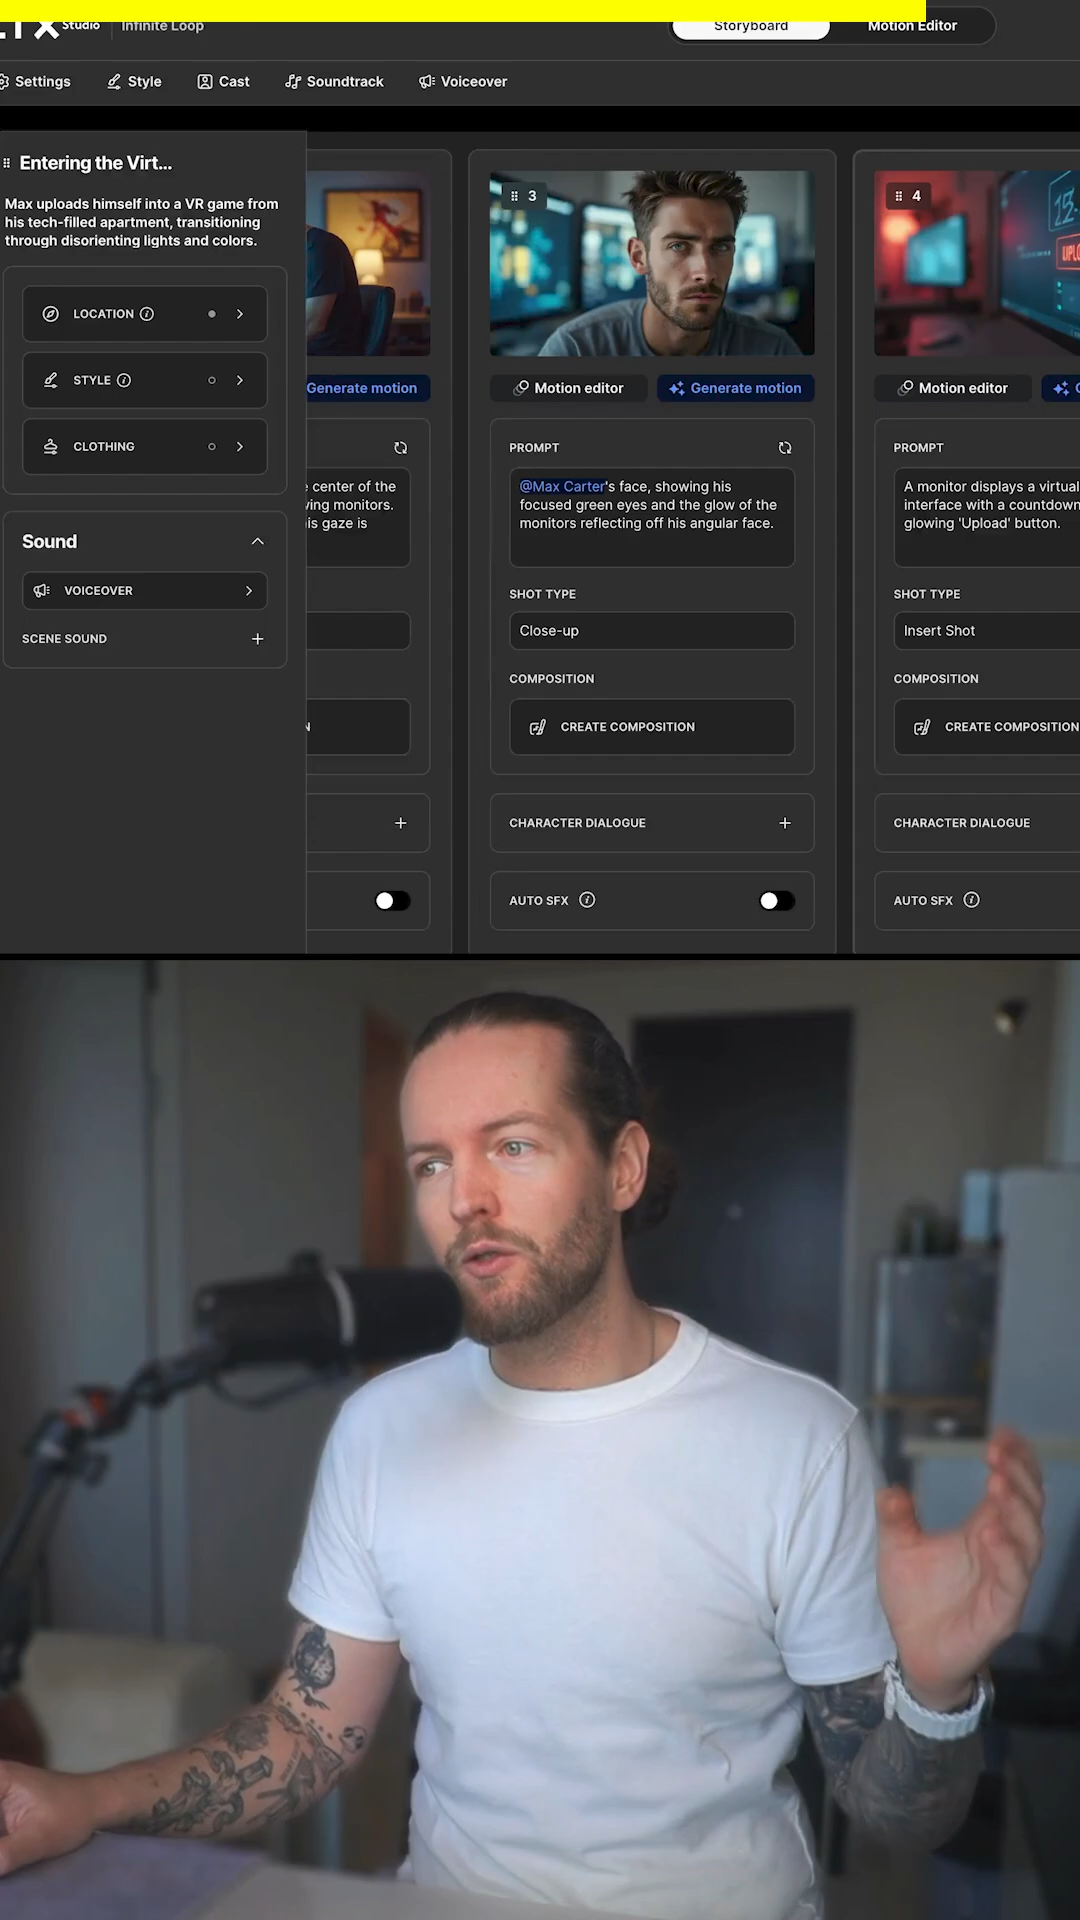 LTX Studio
Infinite Loop
Storyboard
Motion Editor
Settings
Style
Cast
Soundtrack
Voiceover
Entering the Virt...
Max uploads himself into a VR game from
his tech-filled apartment, transitioning
through disorienting lights and colors.
LOCATION
STYLE
CLOTHING
Sound
VOICEOVER
SCENE SOUND
Generate motion
center of the
ving monitors.
is gaze is
3
Motion editor
Generate motion
PROMPT
@Max Carter's face, showing his
focused green eyes and the glow of the
monitors reflecting off his angular face.
SHOT TYPE
Close-up
COMPOSITION
CREATE COMPOSITION
CHARACTER DIALOGUE
AUTO SFX
4
Motion editor
PROMPT
A monitor displays a virtual
interface with a countdown
glowing 'Upload' button.
SHOT TYPE
Insert Shot
COMPOSITION
CREATE COMPOSITION
CHARACTER DIALOGUE
AUTO SFX